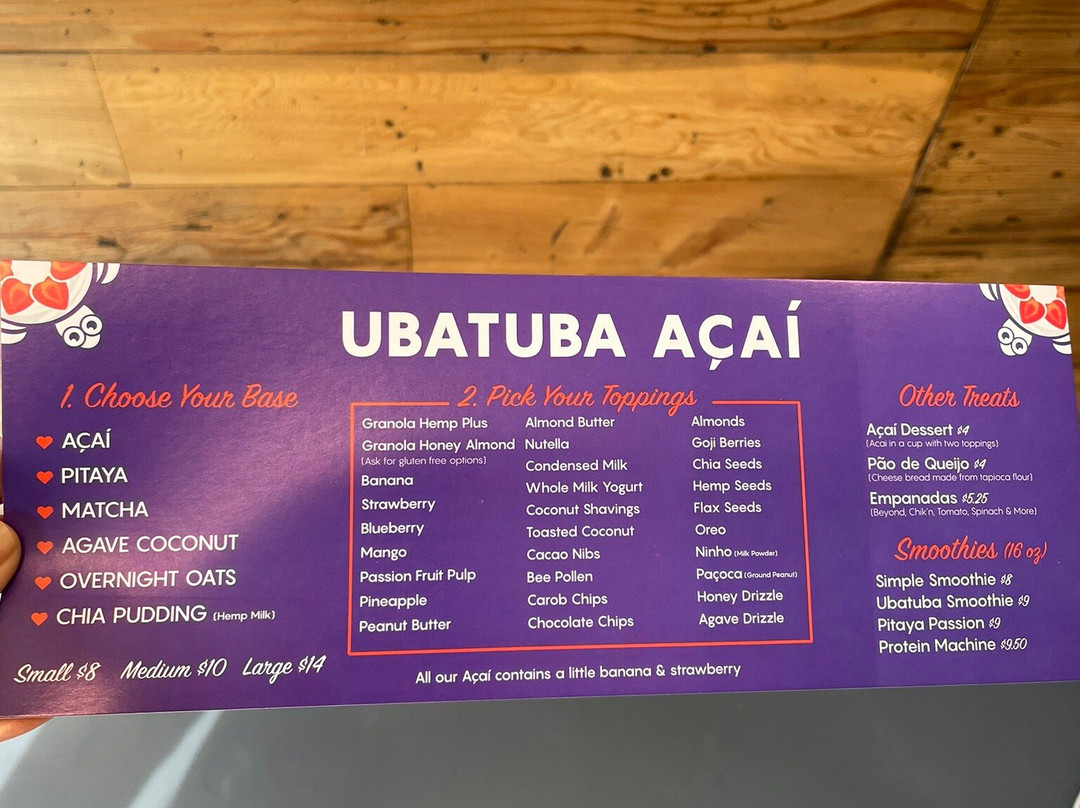 UBATUBA AÇAÍ
1. Choose Your Base
AÇAÍ
PITAYA
MATCHA
AGAVE COCONUT
OVERNIGHT OATS
CHIA PUDDING (Hemp Milk)
Small $8 Medium $10 Large $14
2. Pick Your Toppings
Granola Hemp Plus
Granola Honey Almond
(Ask for gluten free options)
Banana
Strawberry
Blueberry
Mango
Passion Fruit Pulp
Pineapple
Peanut Butter
Almond Butter
Nutella
Condensed Milk
Whole Milk Yogurt
Coconut Shavings
Toasted Coconut
Cacao Nibs
Bee Pollen
Carob Chips
Chocolate Chips
Almonds
Goji Berries
Chia Seeds
Hemp Seeds
Flax Seeds
Oreo
Ninho (Milk Powder)
Paçoca (Ground Peanut)
Honey Drizzle
Agave Drizzle
All our Açaí contains a little banana & strawberry
Other Treats
Açaí Dessert $4
(Acai in a cup with two toppings)
Pão de Queijo $4
(Cheese bread made from tapioca flour)
Empanadas $5.25
(Beyond, Chik'n, Tomato, Spinach & More)
Smoothies (16 oz)
Simple Smoothie $8
Ubatuba Smoothie $9
Pitaya Passion $9
Protein Machine $9.50